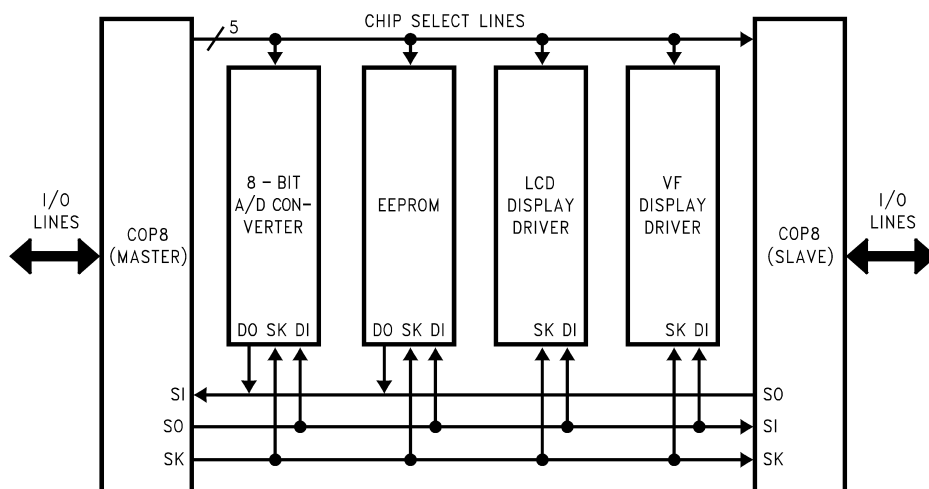 CHIP SELECT LINES
5
8 - BIT
A/D CON-
VERTER
EEPROM
LCD
DISPLAY
DRIVER
VF
DISPLAY
DRIVER
I/O
LINES
COP8
(MASTER)
COP8
(SLAVE)
I/O
LINES
DO SK DI
DO SK DI
SK DI
SK DI
SI
SO
SO
SI
SK
SK